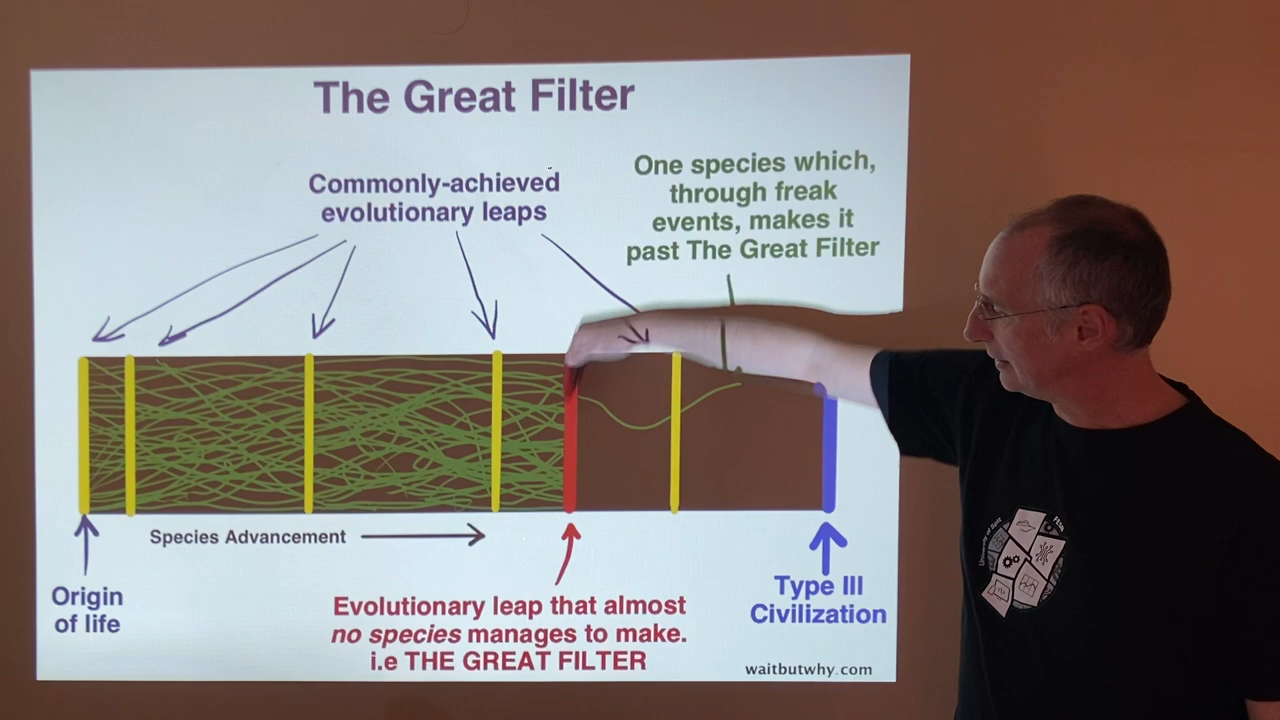 The Great Filter
Commonly-achieved
evolutionary leaps
One species which,
through freak
events, makes it
past The Great Filter
Species Advancement
Origin
of life
Evolutionary leap that almost
no species manages to make.
i.e THE GREAT FILTER
Type III
Civilization
waitbutwhy.com